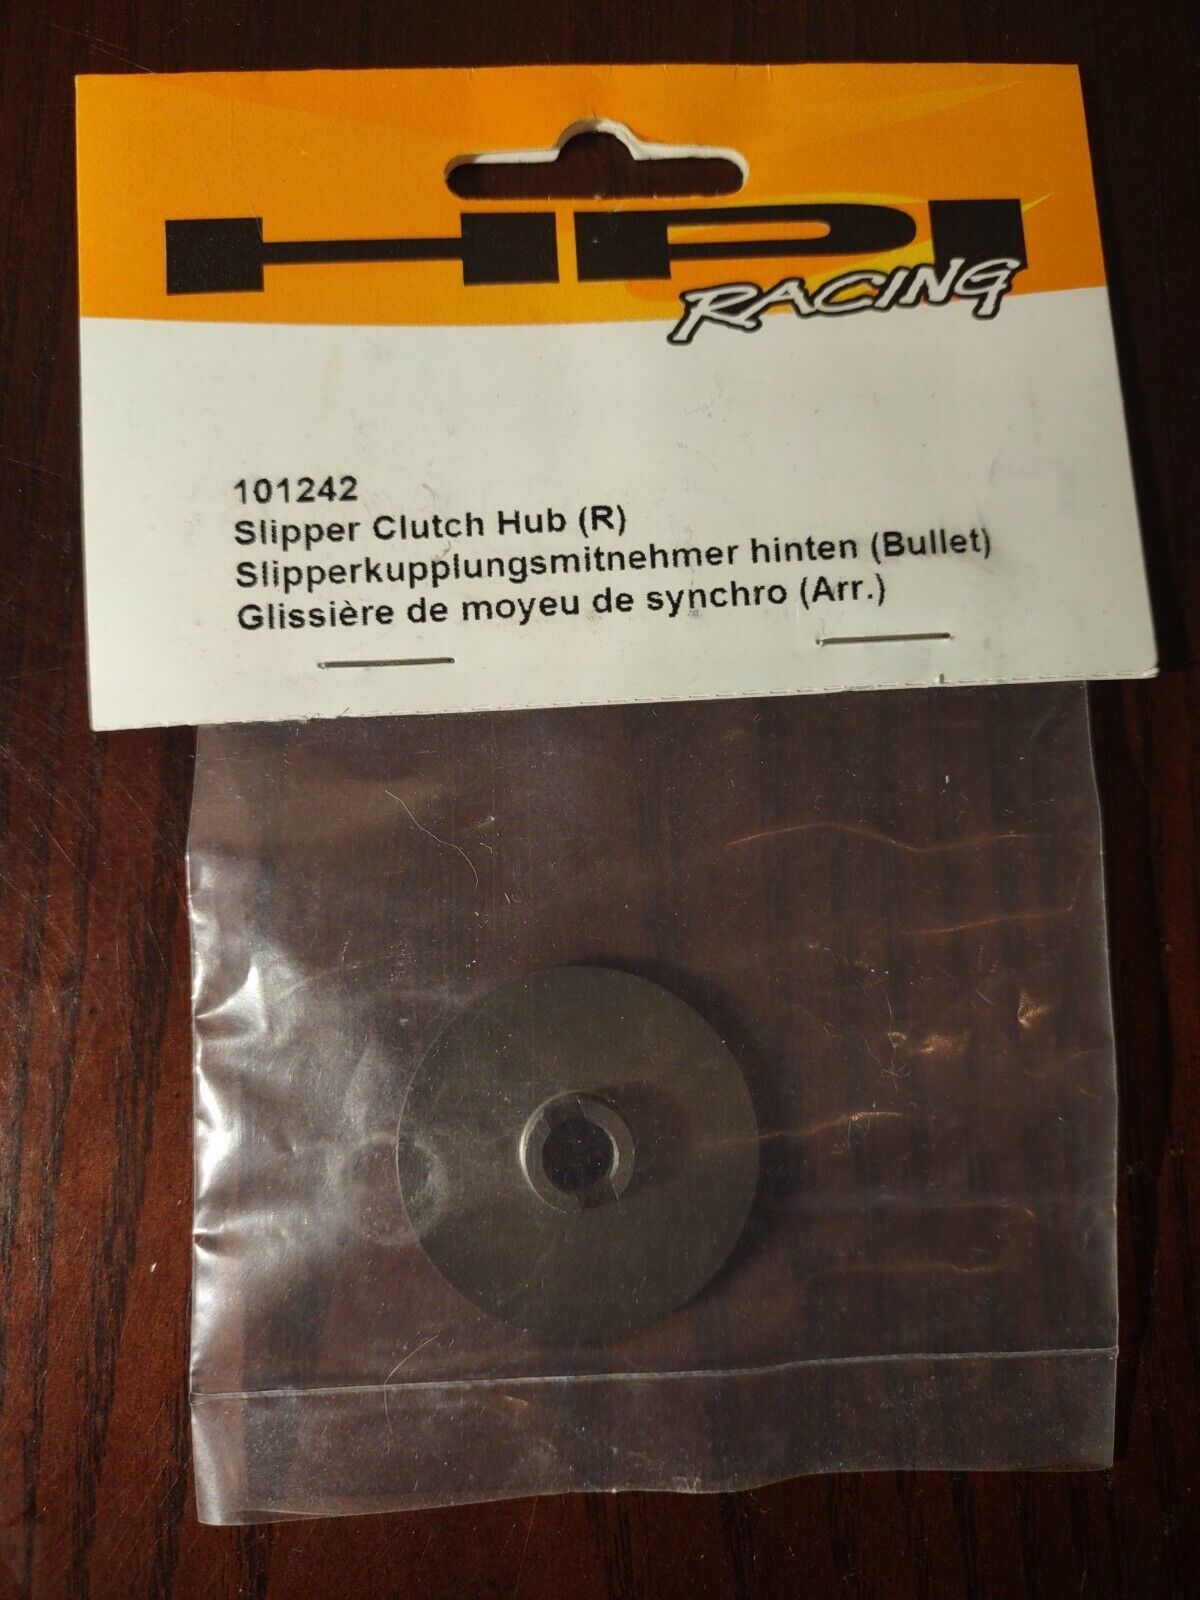 HPI
RACING
101242
Slipper Clutch Hub (R)
Slipperkupplungsmitnehmer hinten (Bullet)
Glissière de moyeu de synchro (Arr.)